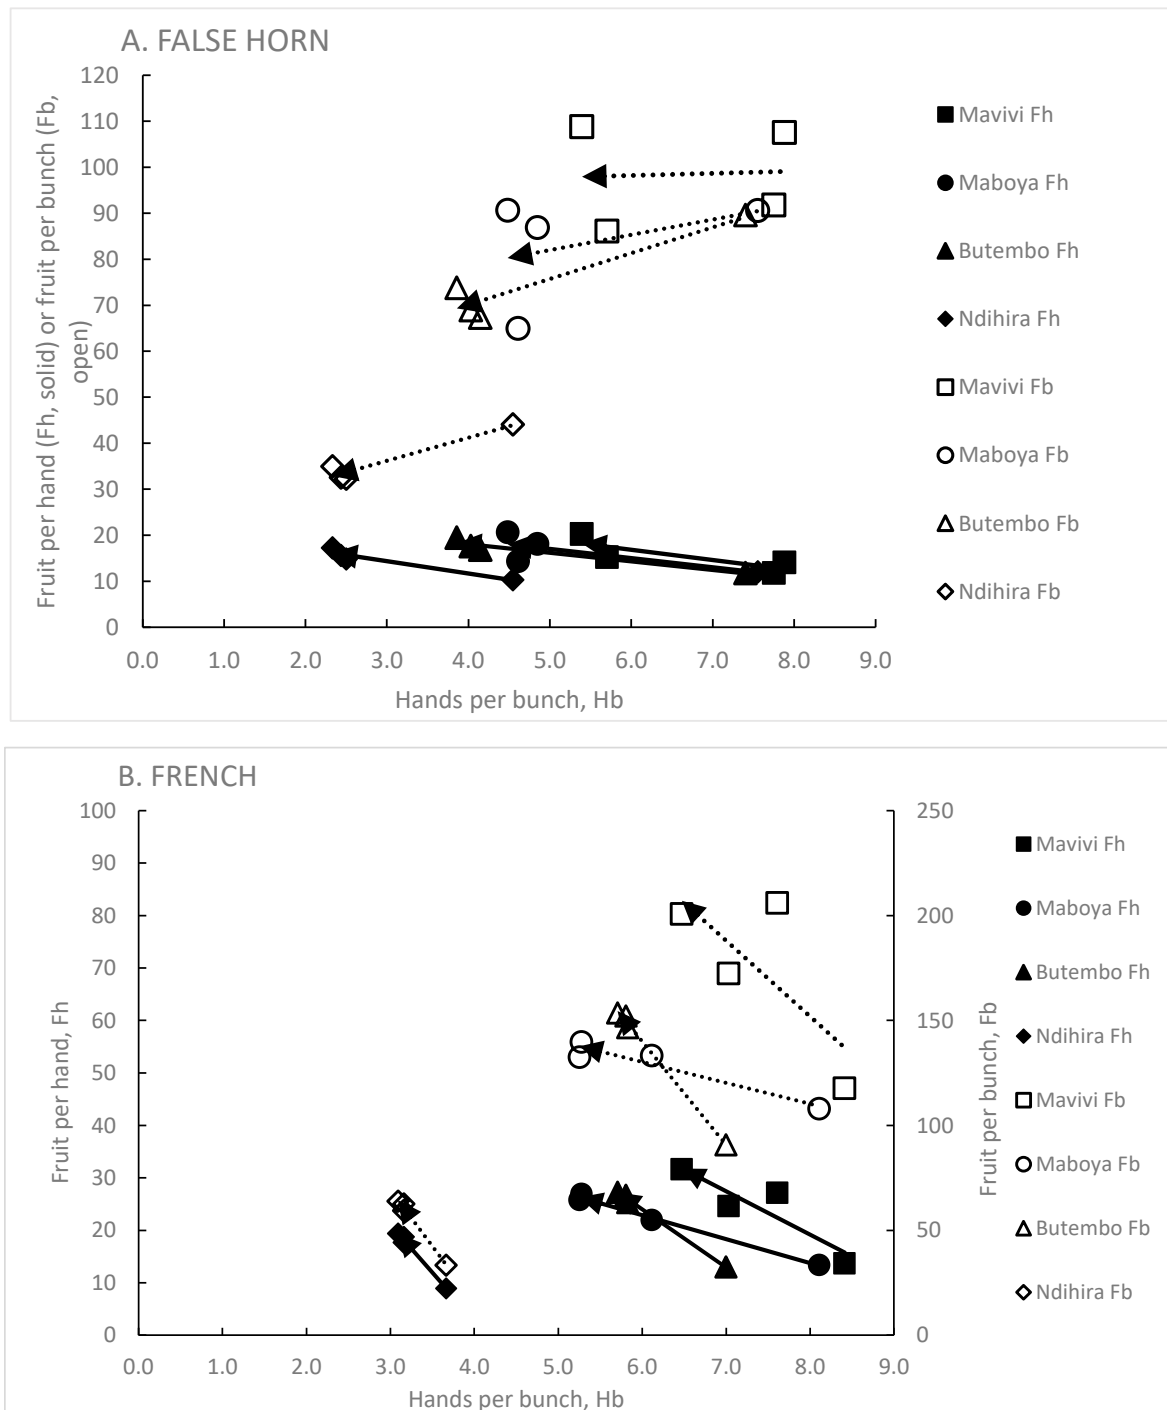 A. FALSE HORN
Fruit per hand (Fh, solid) or fruit per bunch (Fb,
open)
120
110
100
90
80
70
60
50
40
30
20
10
0
0.0 1.0 2.0 3.0 4.0 5.0 6.0 7.0 8.0 9.0
Hands per bunch, Hb
Mavivi Fh
Maboya Fh
Butembo Fh
Ndihira Fh
Mavivi Fb
Maboya Fb
Butembo Fb
Ndihira Fb
B. FRENCH
Fruit per hand, Fh
100
90
80
70
60
50
40
30
20
10
0
0.0 1.0 2.0 3.0 4.0 5.0 6.0 7.0 8.0 9.0
Hands per bunch, Hb
250
200
150
100
50
0
Fruit per bunch, Fb
Mavivi Fh
Maboya Fh
Butembo Fh
Ndihira Fh
Mavivi Fb
Maboya Fb
Butembo Fb
Ndihira Fb